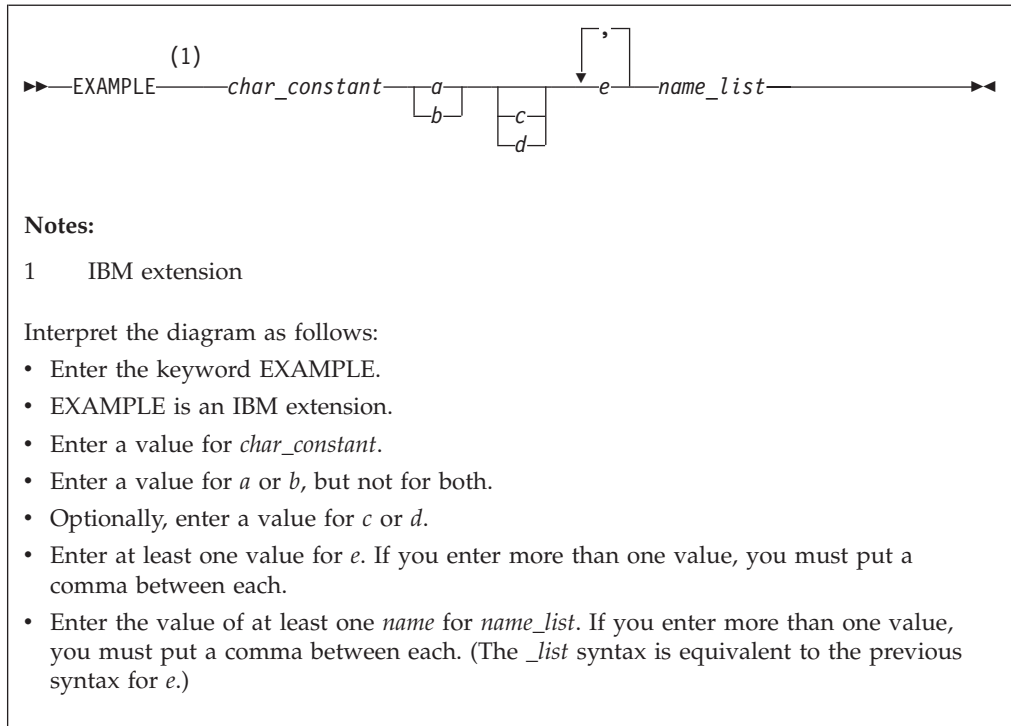 ,
(1)
EXAMPLE char_constant a e name_list
b c
d
Notes:
1 IBM extension
Interpret the diagram as follows:
• Enter the keyword EXAMPLE.
• EXAMPLE is an IBM extension.
• Enter a value for char_constant.
• Enter a value for a or b, but not for both.
• Optionally, enter a value for c or d.
• Enter at least one value for e. If you enter more than one value, you must put a
comma between each.
• Enter the value of at least one name for name_list. If you enter more than one value,
you must put a comma between each. (The _list syntax is equivalent to the previous
syntax for e.)